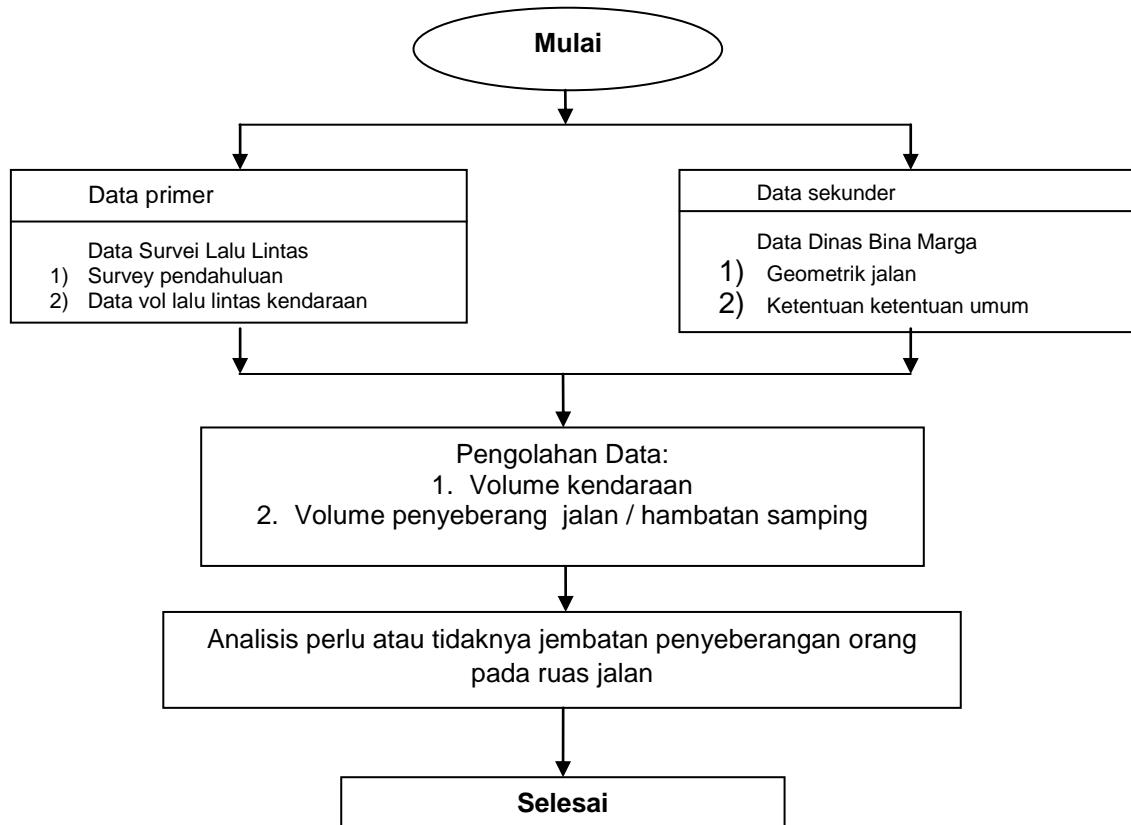 Mulai
Data primer
Data Survei Lalu Lintas
1) Survey pendahuluan
2) Data vol lalu lintas kendaraan
Data sekunder
Data Dinas Bina Marga
1) Geometrik jalan
2) Ketentuan ketentuan umum
Pengolahan Data:
1. Volume kendaraan
2. Volume penyeberang jalan / hambatan samping
Analisis perlu atau tidaknya jembatan penyeberangan orang
pada ruas jalan
Selesai